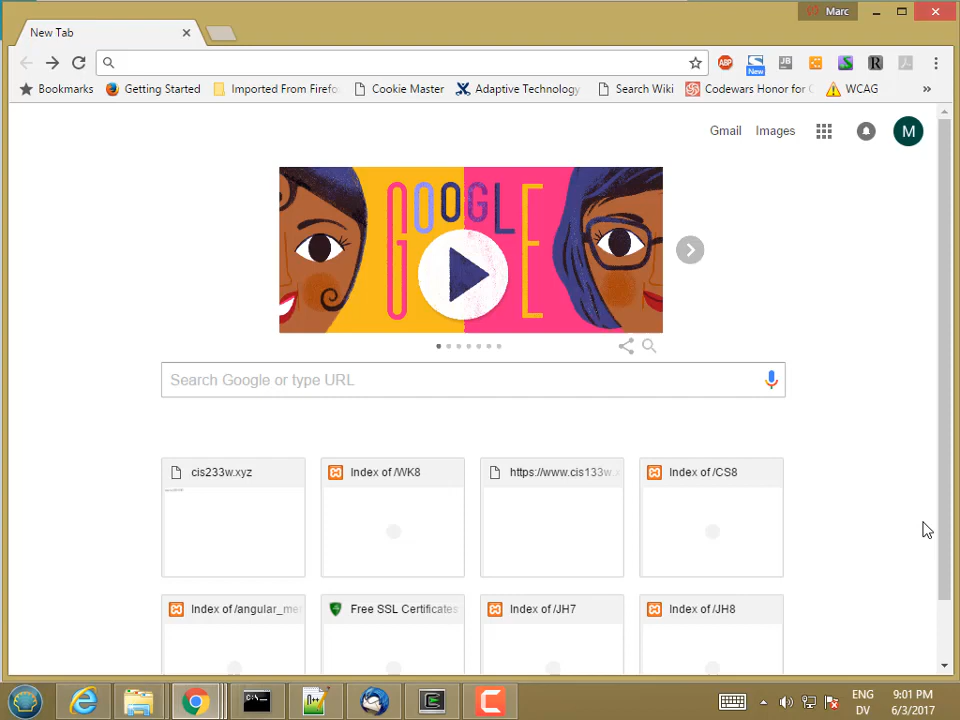 Marc
New Tab
Bookmarks Getting Started Imported From Firefo Cookie Master Adaptive Technology Search Wiki Codewars Honor for WCAG »
ABP New JB S R
Gmail Images M
GOOGLE
Search Google or type URL
cis233w.xyz Index of /WK8 https://www.cis133w.x Index of /CS8
Index of /angular_me Free SSL Certificates Index of /JH7 Index of /JH8
ENG 9:01 PM
DV 6/3/2017